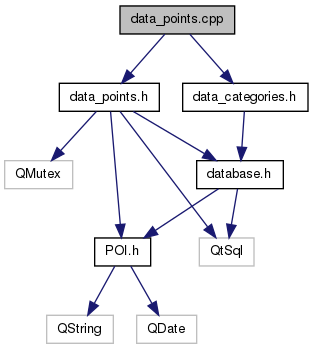 data_points.cpp
data_points.h
data_categories.h
QMutex
database.h
POI.h
QtSql
QString
QDate